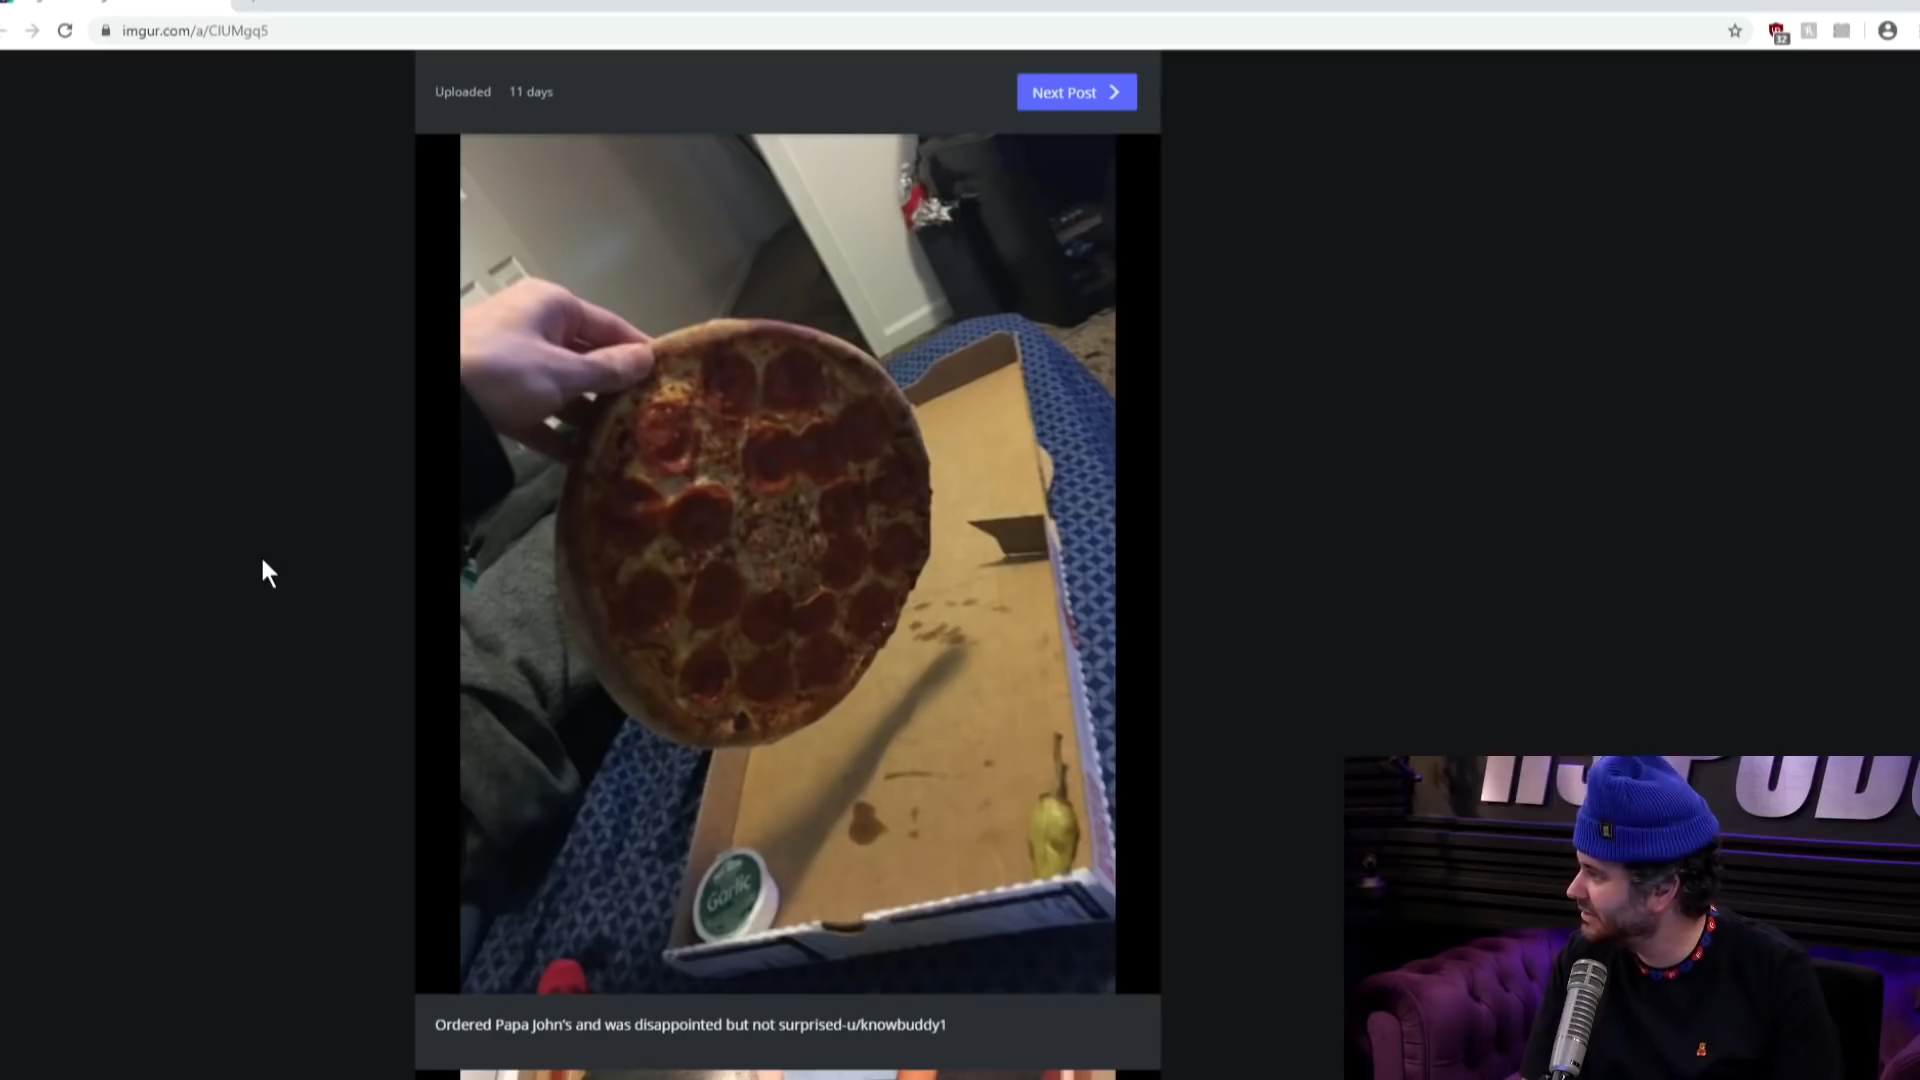 imgur.com/a/CIUMgq5
12
Uploaded 11 days
Next Post
Garlic
Ordered Papa John's and was disappointed but not surprised-u/knowbuddy1